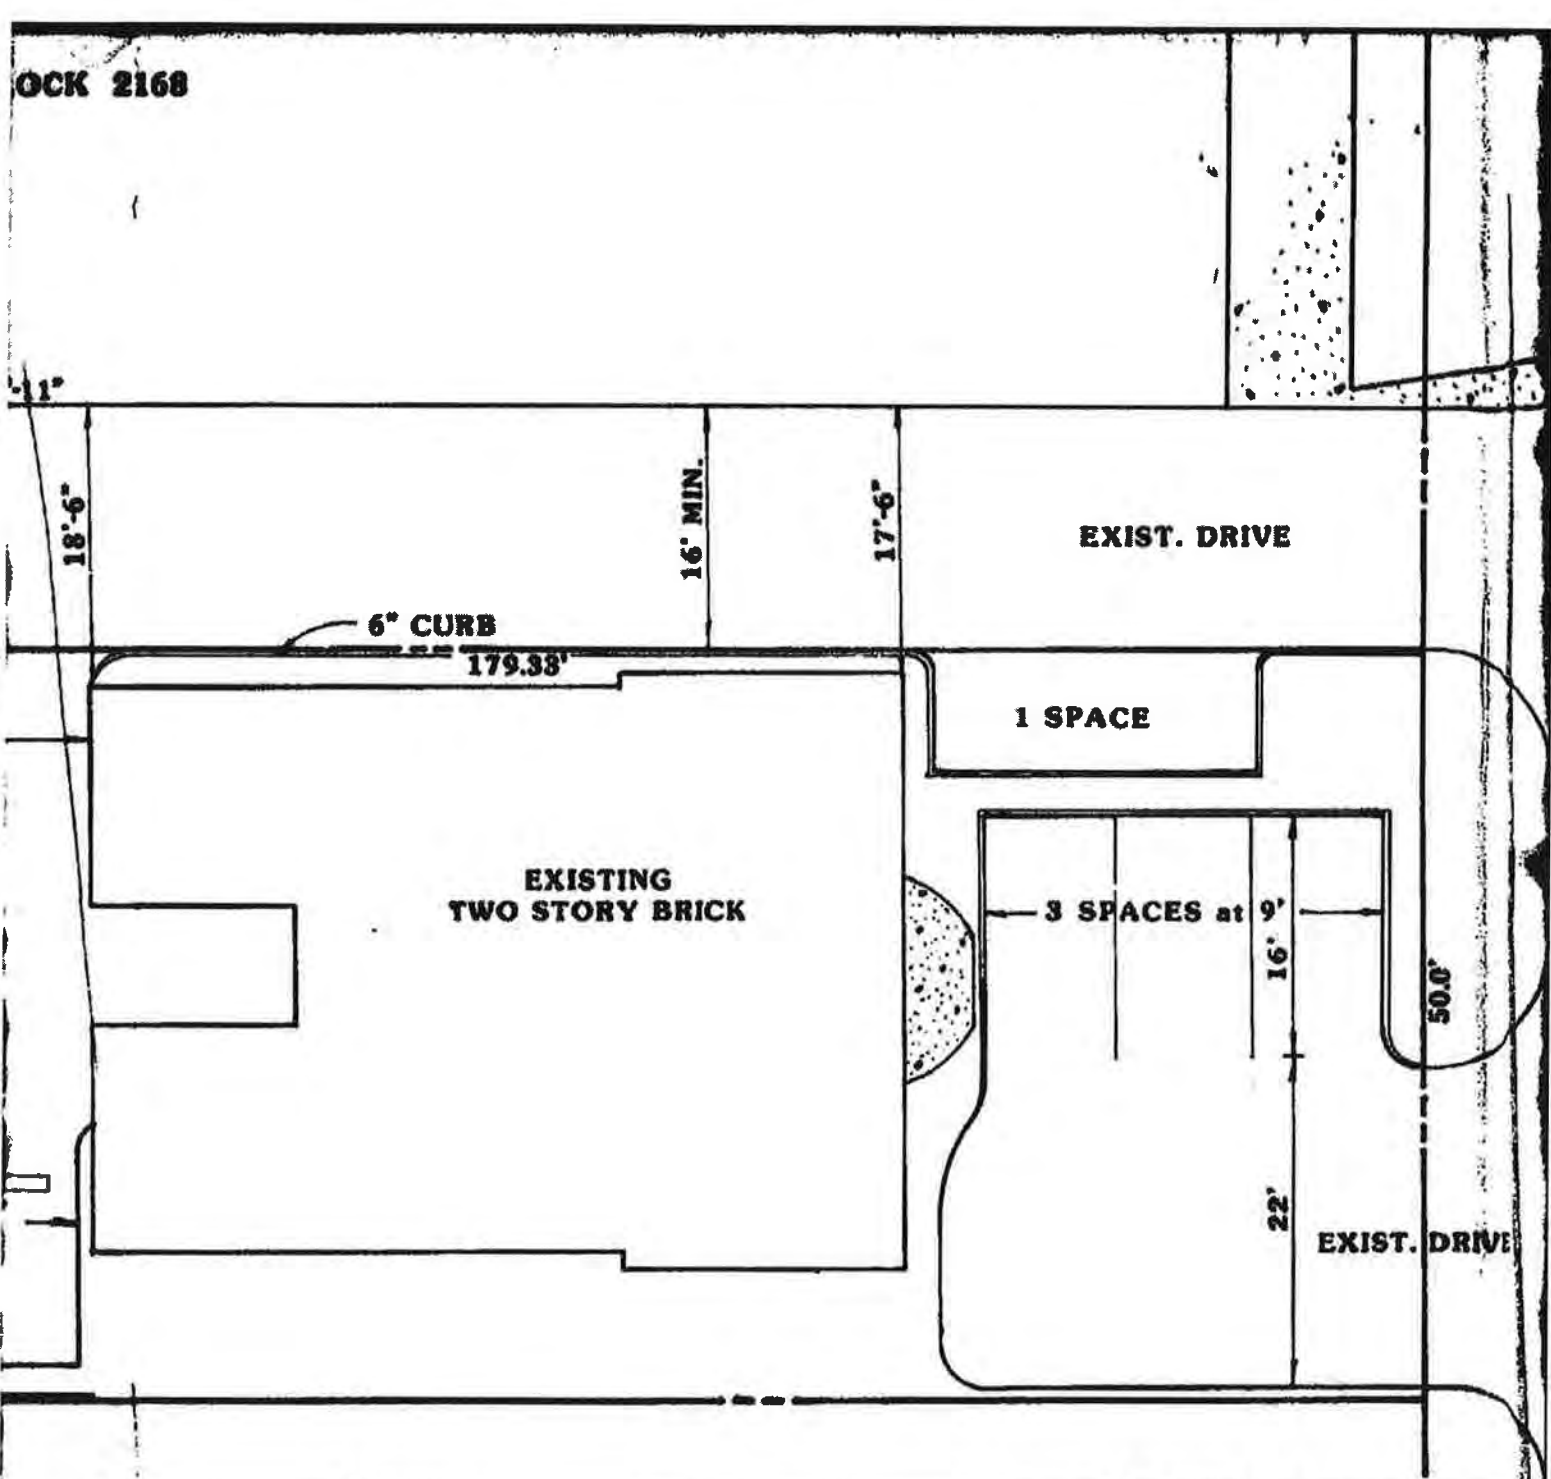 OCK 2168
'-11"
18'-6"
16' MIN.
17'-6"
EXIST. DRIVE
6" CURB
179.33'
1 SPACE
EXISTING
TWO STORY BRICK
3 SPACES at 9'
16'
50.0'
22'
EXIST. DRIVE